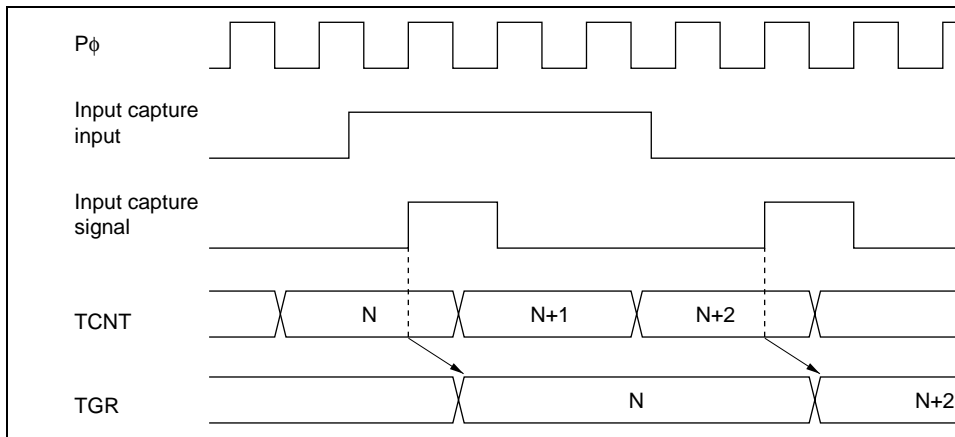 Pϕ
Input capture
input
Input capture
signal
TCNT
N
N+1
N+2
TGR
N
N+2